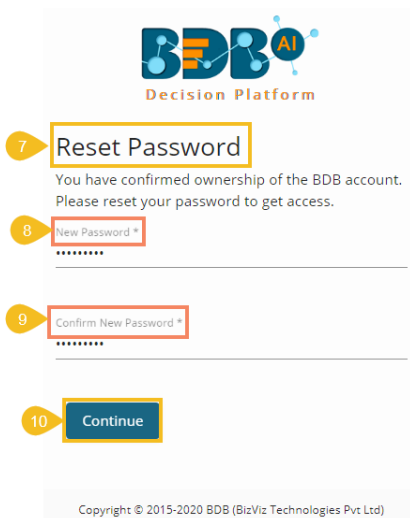 BDB AI
Decision Platform
7 Reset Password
You have confirmed ownership of the BDB account.
Please reset your password to get access.
8 New Password *
•••••••••
9 Confirm New Password *
•••••••••
10 Continue
Copyright © 2015-2020 BDB (BizViz Technologies Pvt Ltd)